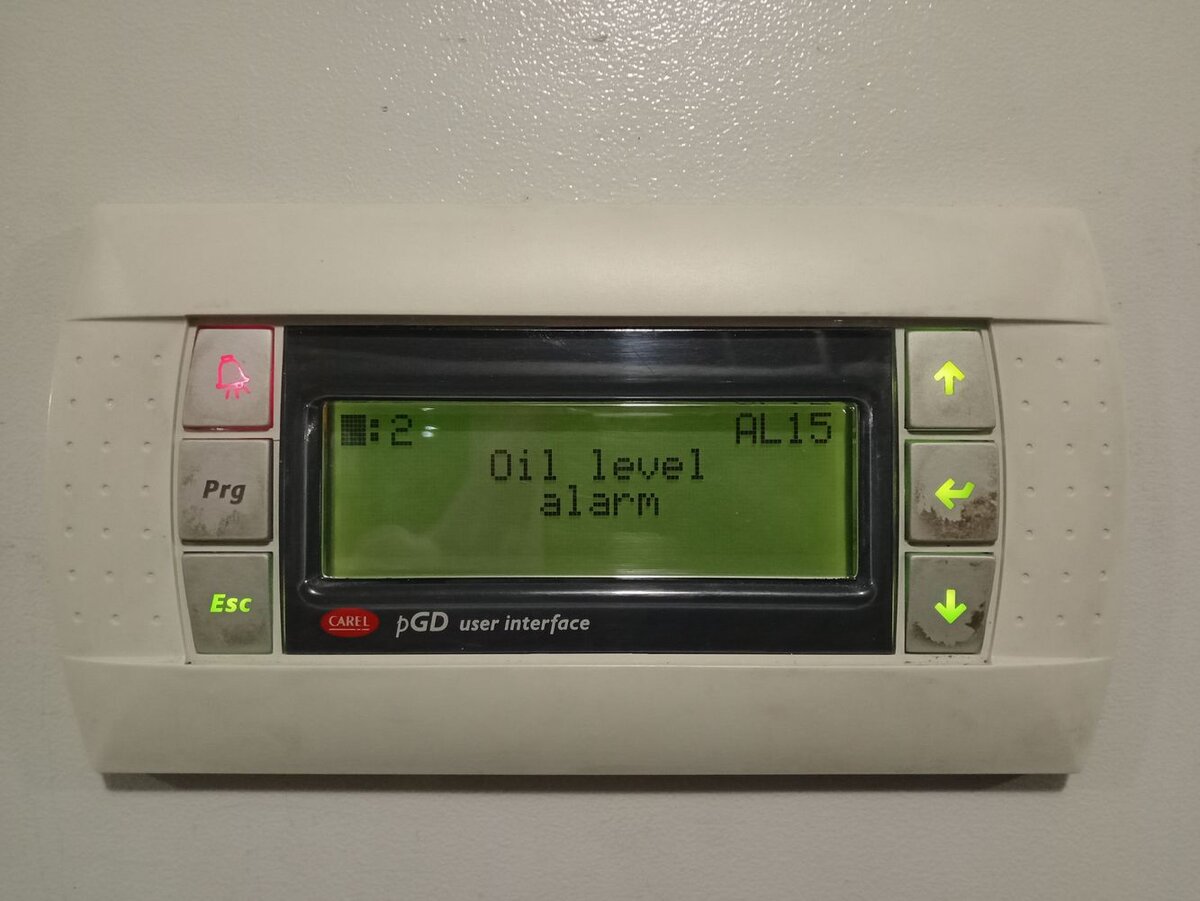 :2 AL15
Oil level
alarm
Prg
Esc
CAREL pGD user interface